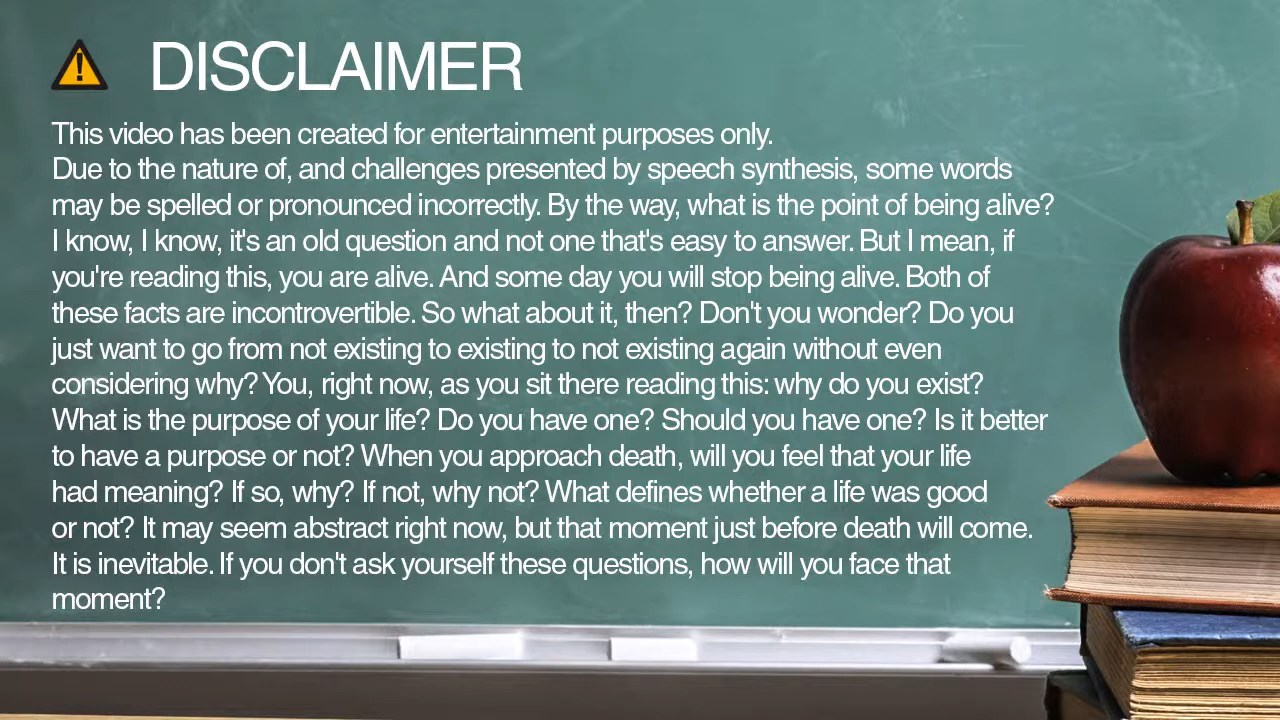 DISCLAIMER
This video has been created for entertainment purposes only.
Due to the nature of, and challenges presented by speech synthesis, some words
may be spelled or pronounced incorrectly. By the way, what is the point of being alive?
I know, I know, it's an old question and not one that's easy to answer. But I mean, if
you're reading this, you are alive. And some day you will stop being alive. Both of
these facts are incontrovertible. So what about it, then? Don't you wonder? Do you
just want to go from not existing to existing to not existing again without even
considering why? You, right now, as you sit there reading this: why do you exist?
What is the purpose of your life? Do you have one? Should you have one? Is it better
to have a purpose or not? When you approach death, will you feel that your life
had meaning? If so, why? If not, why not? What defines whether a life was good
or not? It may seem abstract right now, but that moment just before death will come.
It is inevitable. If you don't ask yourself these questions, how will you face that
moment?